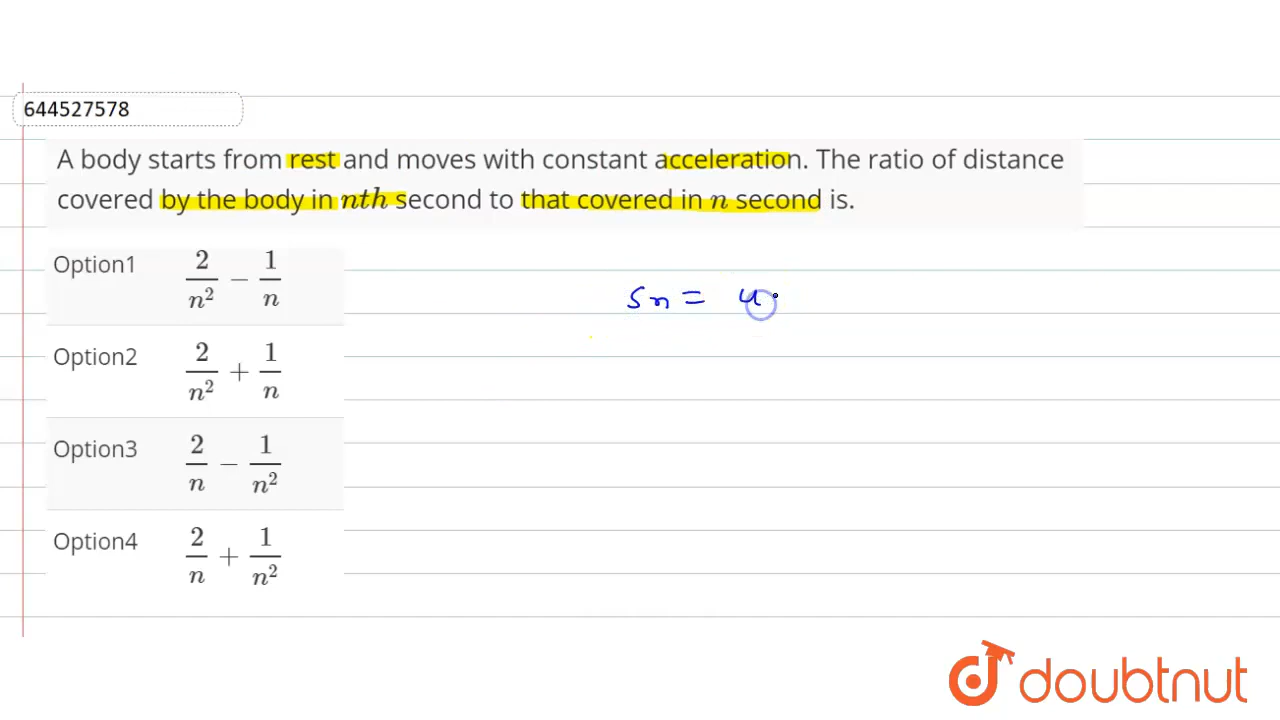 644527578
A body starts from rest and moves with constant acceleration. The ratio of distance
covered by the body in nth second to that covered in n second is.
Option1 2/n² − 1/n
Sn = u
Option2 2/n² + 1/n
Option3 2/n − 1/n²
Option4 2/n + 1/n²
doubtnut